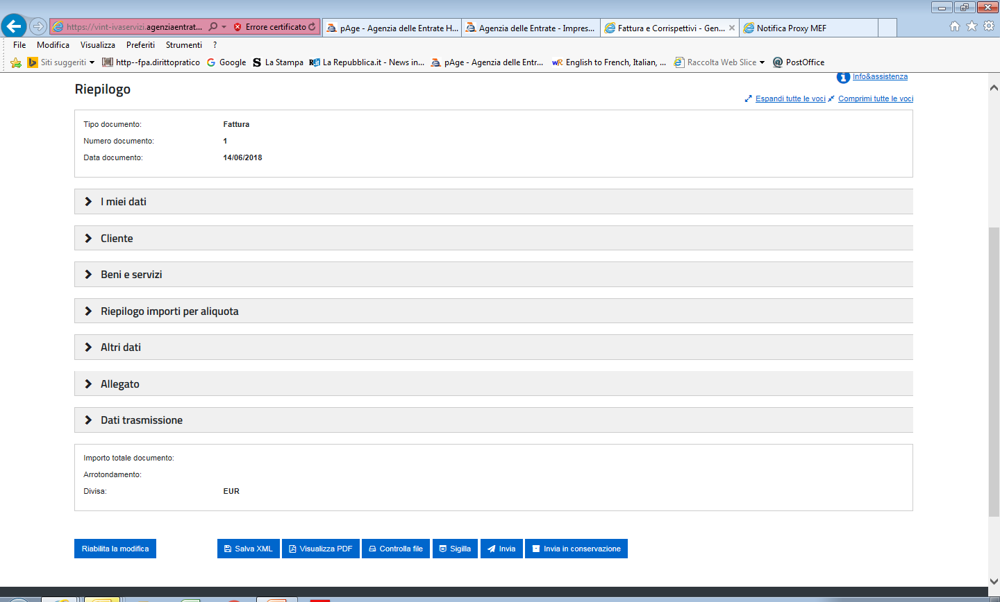 https://vint-ivaservizi.agenziaentrat... Errore certificato
pAge - Agenzia delle Entrate H... Agenzia delle Entrate - Impres... Fattura e Corrispettivi - Gen... Notifica Proxy MEF
File Modifica Visualizza Preferiti Strumenti ?
Siti suggeriti http--fpa.dirittopratico Google La Stampa La Repubblica.it - News in... pAge - Agenzia delle Entr... English to French, Italian, ... Raccolta Web Slice PostOffice
Info&assistenza
Riepilogo
Espandi tutte le voci Comprimi tutte le voci
Tipo documento: Fattura
Numero documento: 1
Data documento: 14/06/2018
I miei dati
Cliente
Beni e servizi
Riepilogo importi per aliquota
Altri dati
Allegato
Dati trasmissione
Importo totale documento:
Arrotondamento:
Divisa: EUR
Riabilita la modifica Salva XML Visualizza PDF Controlla file Sigilla Invia Invia in conservazione